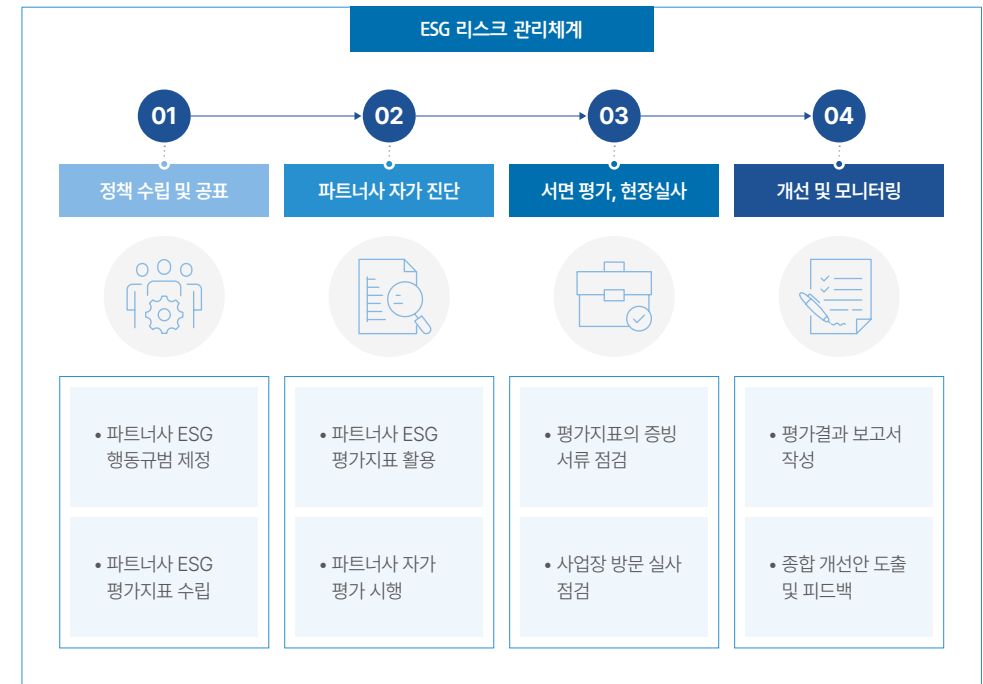 ESG 리스크 관리체계
01
02
03
04
정책 수립 및 공표
파트너사 자가 진단
서면 평가, 현장실사
개선 및 모니터링
• 파트너사 ESG
행동규범 제정
• 파트너사 ESG
평가지표 수립
• 파트너사 ESG
평가지표 활용
• 파트너사 자가
평가 시행
• 평가지표의 증빙
서류 점검
• 사업장 방문 실사
점검
• 평가결과 보고서
작성
• 종합 개선안 도출
및 피드백